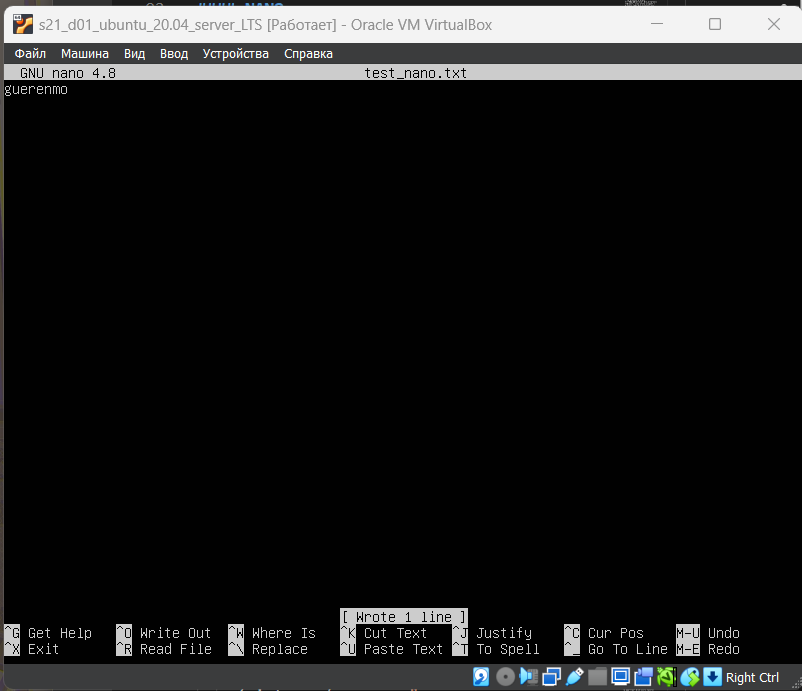 s21_d01_ubuntu_20.04_server_LTS [Работает] - Oracle VM VirtualBox
Файл Машина Вид Ввод Устройства Справка
GNU nano 4.8 test_nano.txt
guerenmo
[ Wrote 1 line ]
^G Get Help ^O Write Out ^W Where Is ^K Cut Text ^J Justify ^C Cur Pos M-U Undo
^X Exit ^R Read File ^\ Replace ^U Paste Text ^T To Spell ^_ Go To Line M-E Redo
Right Ctrl